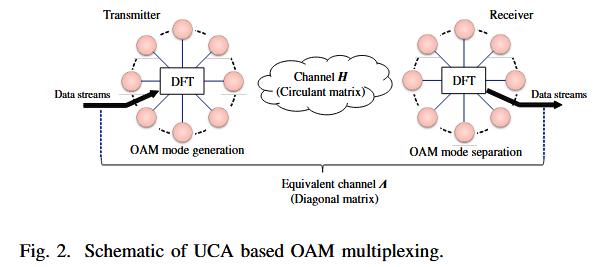 Transmitter
Receiver
DFT
Channel H
(Circulant matrix)
DFT
Data streams
Data streams
OAM mode generation
OAM mode separation
Equivalent channel Λ
(Diagonal matrix)
Fig. 2. Schematic of UCA based OAM multiplexing.